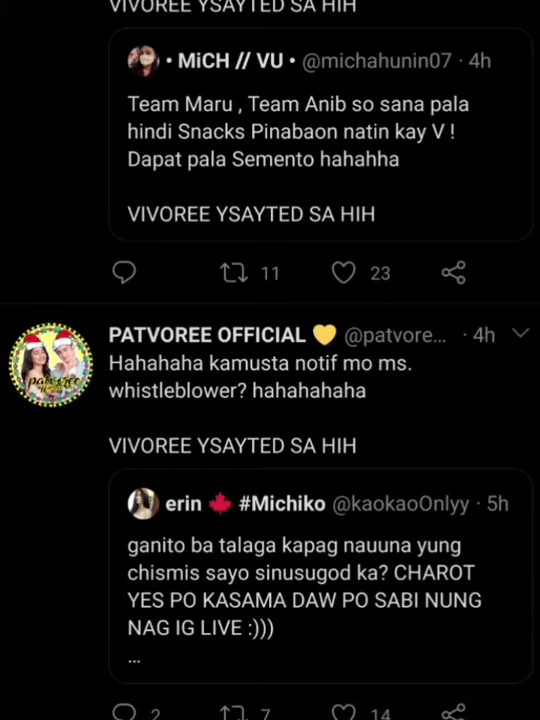 VIVOREE YSAYTED SA HIH
• MiCH // VU • @michahunin07 · 4h
Team Maru , Team Anib so sana pala
hindi Snacks Pinabaon natin kay V !
Dapat pala Semento hahahha
VIVOREE YSAYTED SA HIH
11 23
PATVOREE OFFICIAL 💛 @patvore... · 4h
Hahahaha kamusta notif mo ms.
whistleblower? hahahahaha
VIVOREE YSAYTED SA HIH
patvoree
erin 🍁 #Michiko @kaokaoOnlyy · 5h
ganito ba talaga kapag nauuna yung
chismis sayo sinusugod ka? CHAROT
YES PO KASAMA DAW PO SABI NUNG
NAG IG LIVE :)))
...
2 7 14